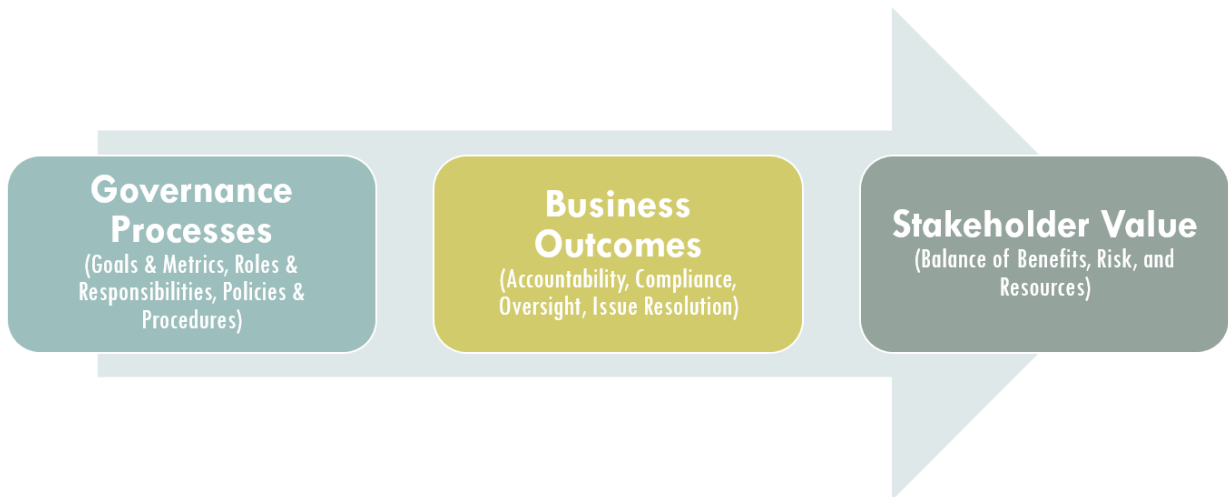 Governance
Processes
(Goals & Metrics, Roles &
Responsibilities, Policies &
Procedures)
Business
Outcomes
(Accountability, Compliance,
Oversight, Issue Resolution)
Stakeholder Value
(Balance of Benefits, Risk, and
Resources)